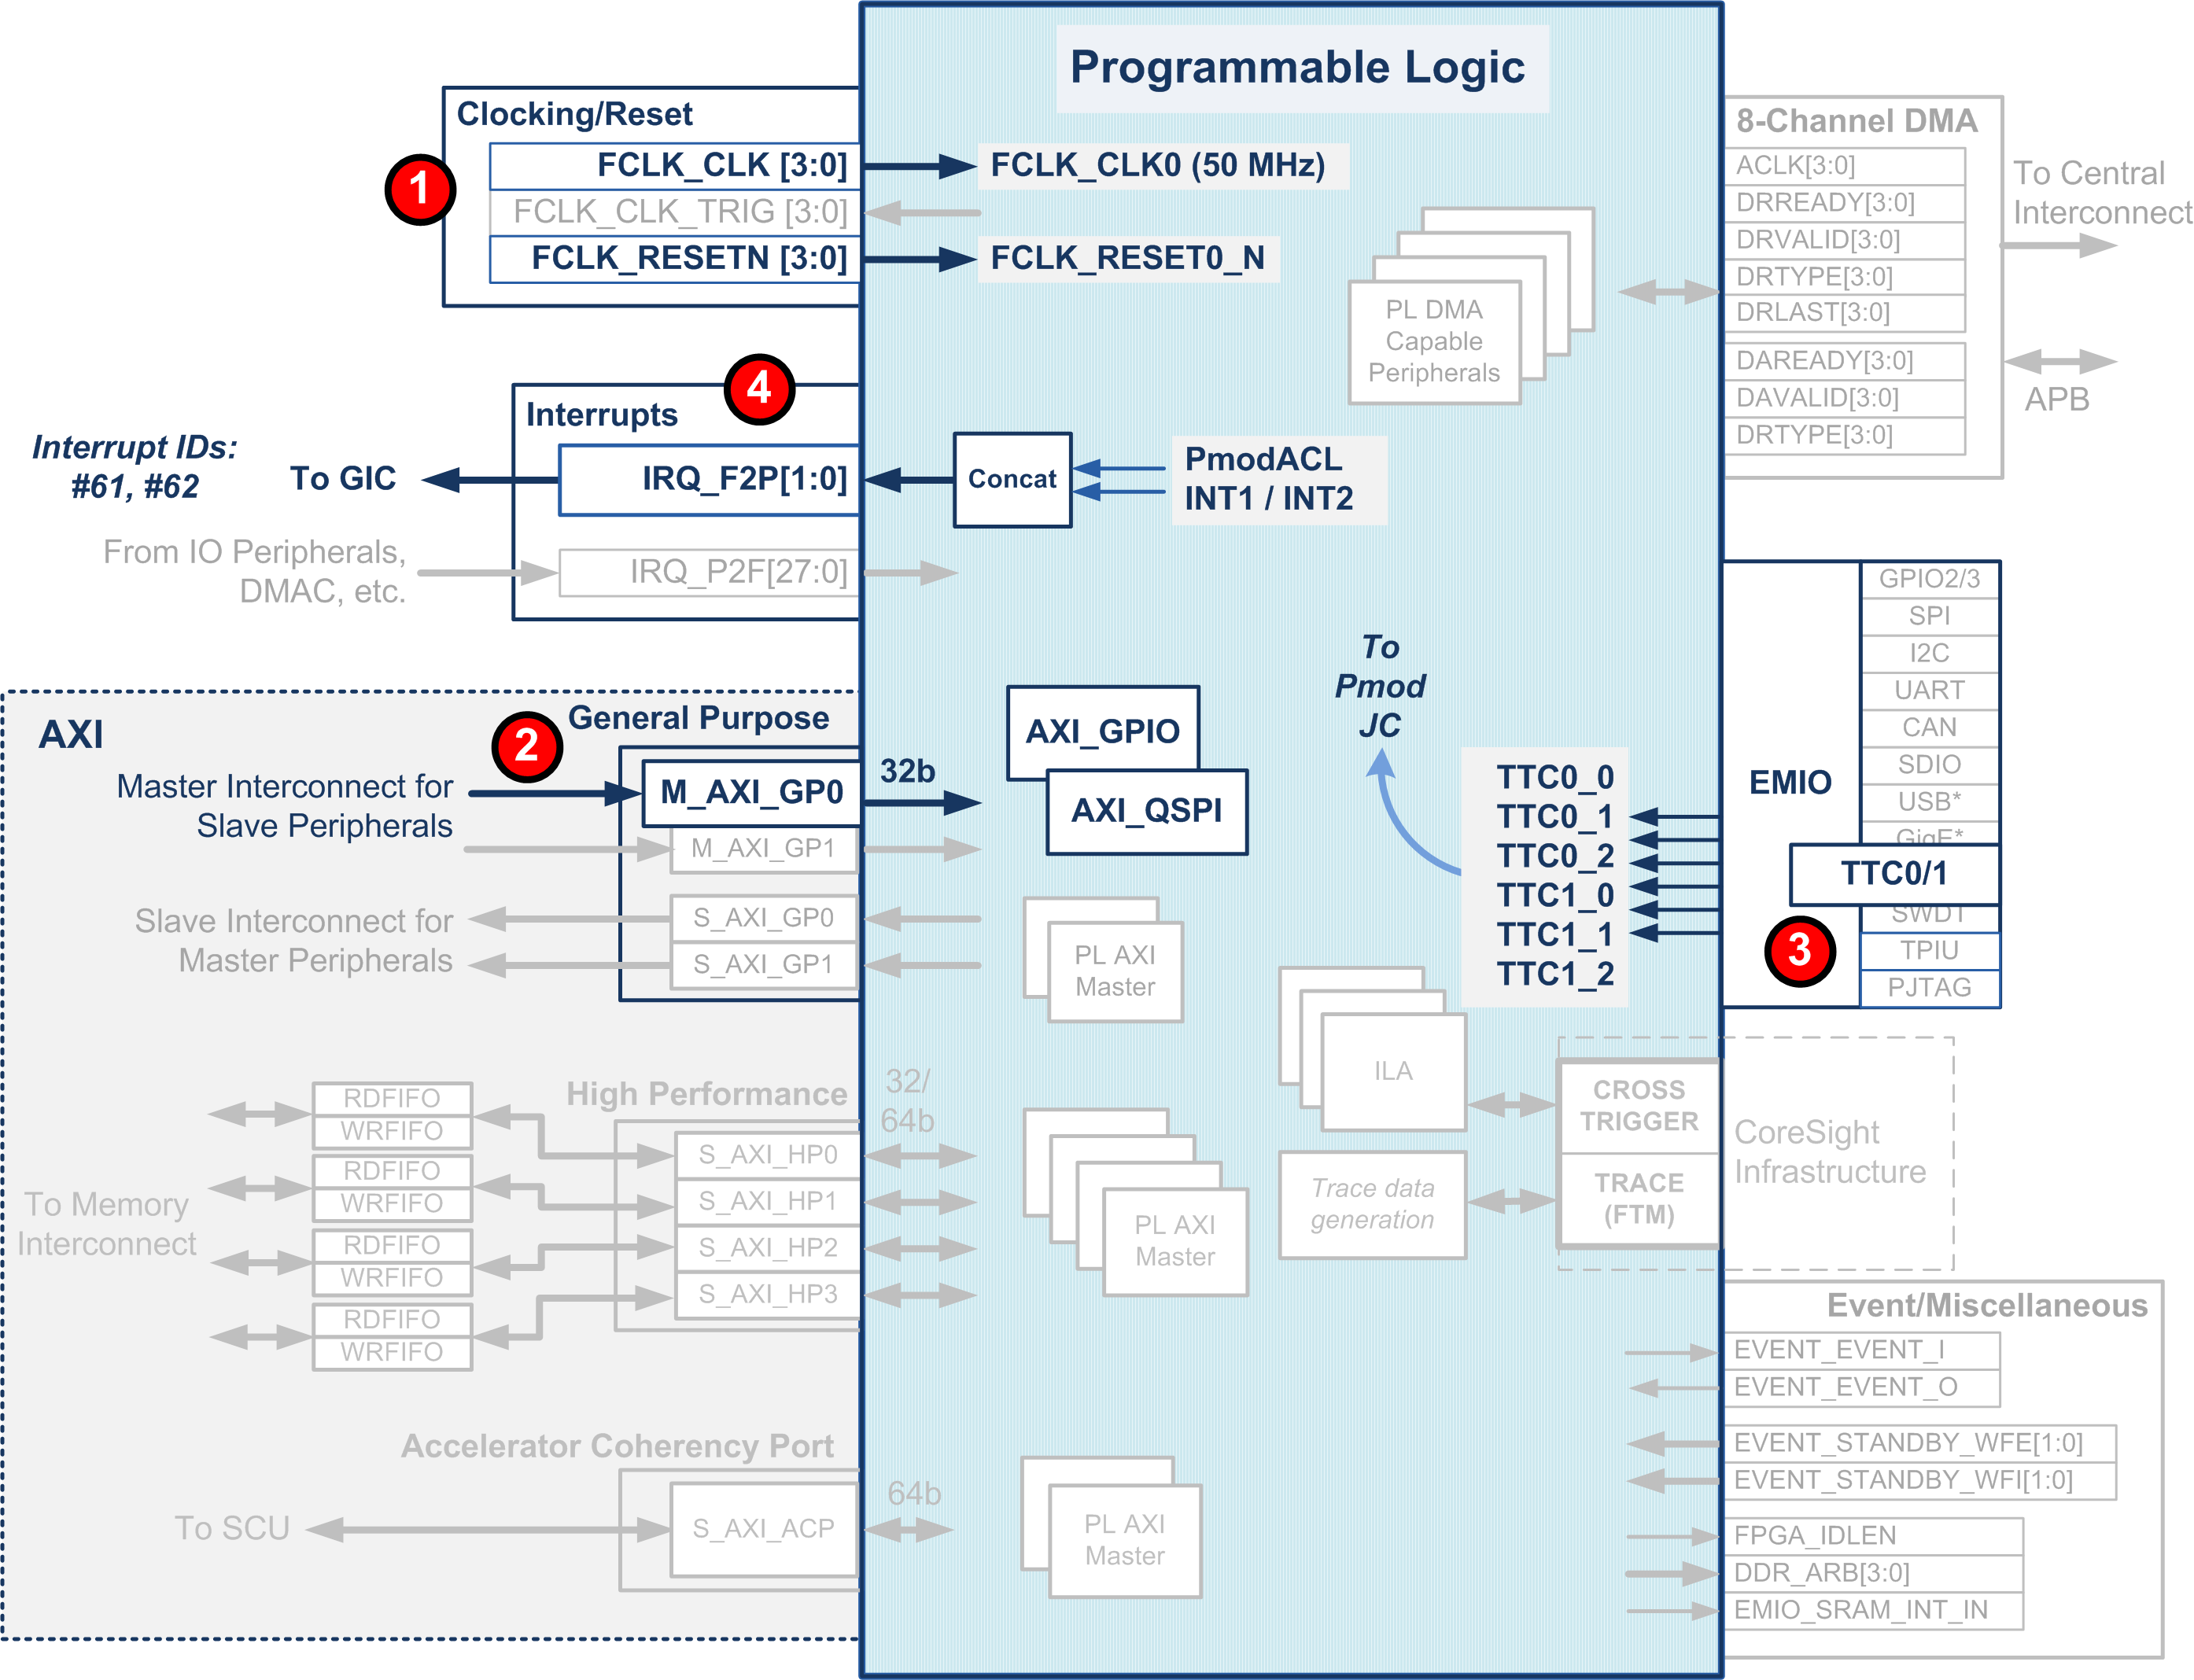 Programmable Logic
Clocking/Reset
1
FCLK_CLK [3:0]
FCLK_CLK0 (50 MHz)
FCLK_CLK_TRIG [3:0]
FCLK_RESETN [3:0]
FCLK_RESET0_N
8-Channel DMA
ACLK[3:0]
DRREADY[3:0]
DRVALID[3:0]
DRTYPE[3:0]
DRLAST[3:0]
DAREADY[3:0]
DAVALID[3:0]
DRTYPE[3:0]
To Central
Interconnect
APB
PL DMA
Capable
Peripherals
4
Interrupts
Interrupt IDs:
#61, #62
To GIC
IRQ_F2P[1:0]
Concat
PmodACL
INT1 / INT2
From IO Peripherals,
DMAC, etc.
IRQ_P2F[27:0]
To
Pmod
JC
TTC0_0
TTC0_1
TTC0_2
TTC1_0
TTC1_1
TTC1_2
EMIO
GPIO2/3
SPI
I2C
UART
CAN
SDIO
USB*
GigE*
TTC0/1
SWDT
TPIU
PJTAG
3
AXI
2
General Purpose
Master Interconnect for
Slave Peripherals
M_AXI_GP0
32b
AXI_GPIO
AXI_QSPI
M_AXI_GP1
Slave Interconnect for
Master Peripherals
S_AXI_GP0
S_AXI_GP1
PL AXI
Master
ILA
CROSS
TRIGGER
TRACE
(FTM)
CoreSight
Infrastructure
Trace data
generation
High Performance
32/
64b
RDFIFO
WRFIFO
RDFIFO
WRFIFO
RDFIFO
WRFIFO
RDFIFO
WRFIFO
To Memory
Interconnect
S_AXI_HP0
S_AXI_HP1
S_AXI_HP2
S_AXI_HP3
PL AXI
Master
Event/Miscellaneous
EVENT_EVENT_I
EVENT_EVENT_O
EVENT_STANDBY_WFE[1:0]
EVENT_STANDBY_WFI[1:0]
FPGA_IDLEN
DDR_ARB[3:0]
EMIO_SRAM_INT_IN
Accelerator Coherency Port
To SCU
S_AXI_ACP
64b
PL AXI
Master